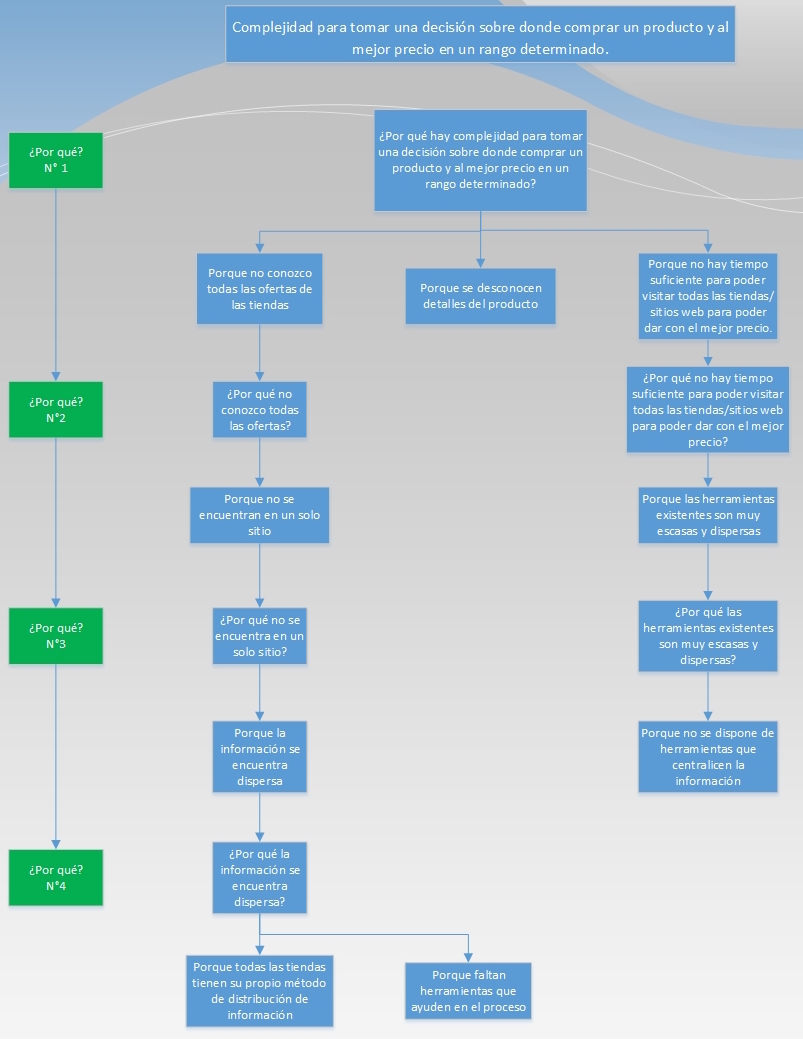 Complejidad para tomar una decisión sobre donde comprar un producto y al
mejor precio en un rango determinado.
¿Por qué?
N° 1
¿Por qué hay complejidad para tomar
una decisión sobre donde comprar un
producto y al mejor precio en un
rango determinado?
Porque no conozco
todas las ofertas de
las tiendas
Porque se desconocen
detalles del producto
Porque no hay tiempo
suficiente para poder
visitar todas las tiendas/
sitios web para poder
dar con el mejor precio.
¿Por qué?
N°2
¿Por qué no
conozco todas
las ofertas?
¿Por qué no hay tiempo
suficiente para poder visitar
todas las tiendas/sitios web
para poder dar con el mejor
precio?
Porque no se
encuentran en un solo
sitio
Porque las herramientas
existentes son muy
escasas y dispersas
¿Por qué?
N°3
¿Por qué no se
encuentra en un
solo sitio?
¿Por qué las
herramientas existentes
son muy escasas y
dispersas?
Porque la
información se
encuentra
dispersa
Porque no se dispone de
herramientas que
centralicen la
información
¿Por qué?
N°4
¿Por qué la
información se
encuentra
dispersa?
Porque todas las tiendas
tienen su propio método
de distribución de
información
Porque faltan
herramientas que
ayuden en el proceso